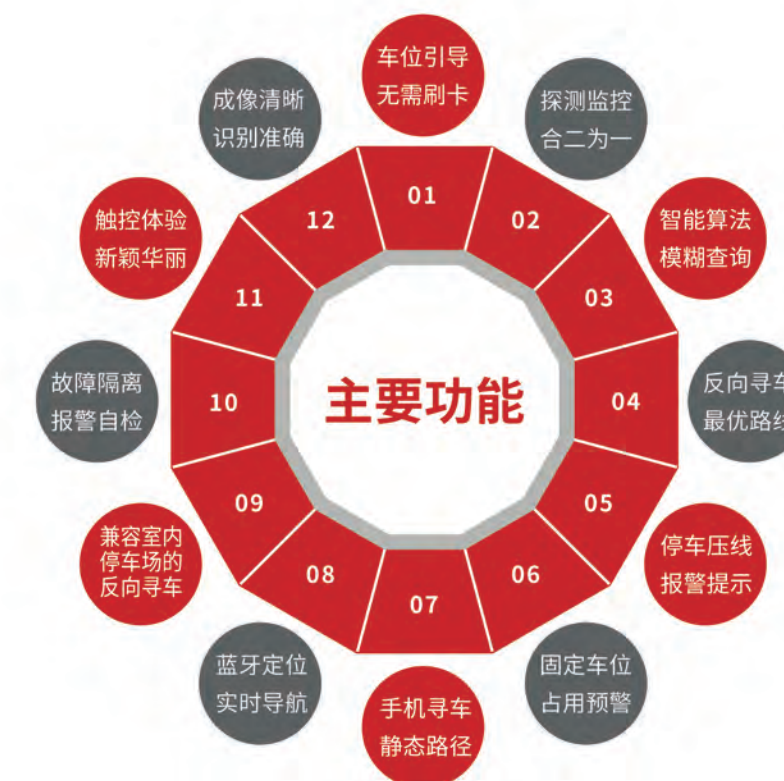 主要功能
01
车位引导
无需刷卡
02
探测监控
合二为一
03
智能算法
模糊查询
04
反向寻车
最优路线
05
停车压线
报警提示
06
固定车位
占用预警
07
手机寻车
静态路径
08
蓝牙定位
实时导航
09
兼容室内
停车场的
反向寻车
10
故障隔离
报警自检
11
触控体验
新颖华丽
12
成像清晰
识别准确